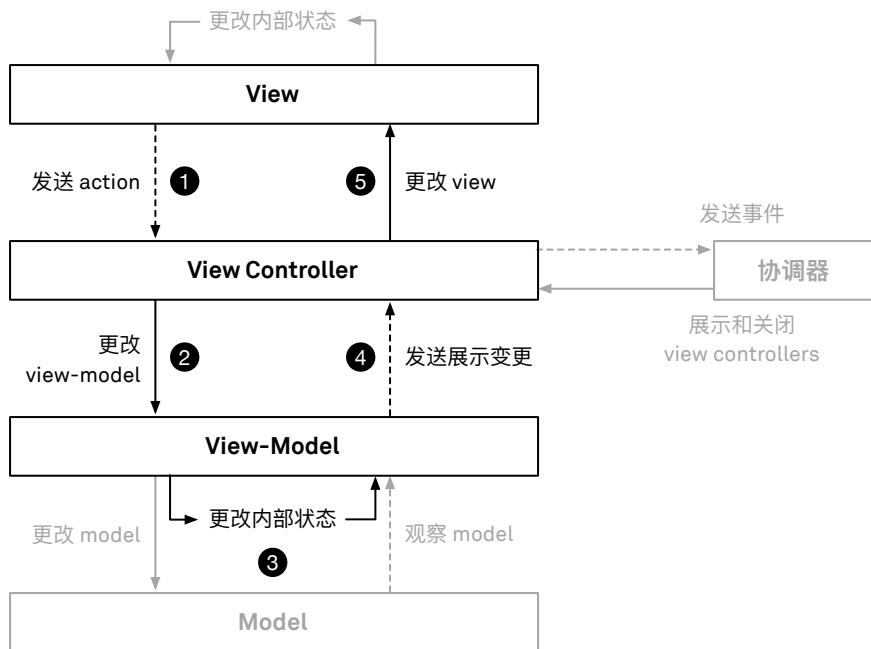 更改内部状态
View
发送 action
1
5
更改 view
发送事件
View Controller
协调器
更改
view-model
2
4
发送展示变更
展示和关闭
view controllers
View-Model
更改 model
更改内部状态
观察 model
3
Model